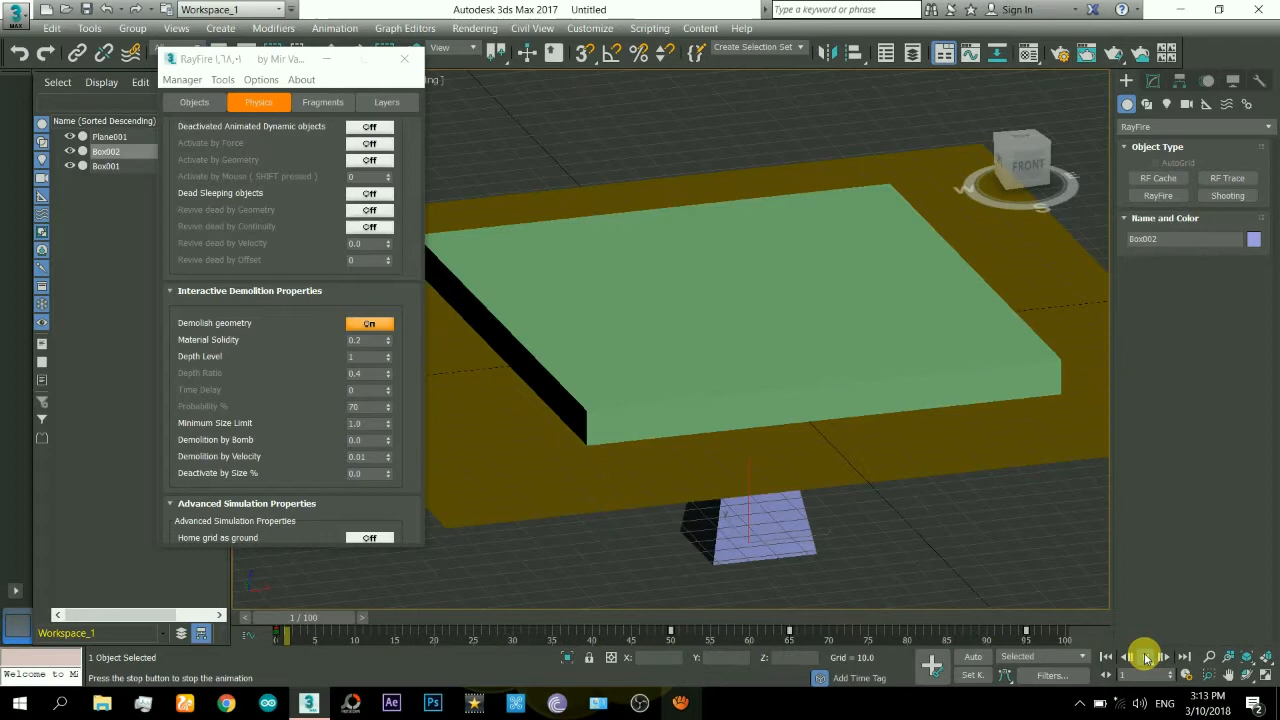 Workspace_1
Autodesk 3ds Max 2017 Untitled
Type a keyword or phrase
Sign In
MAX
Edit Tools Group Views Create Modifiers Animation Graph Editors Rendering Civil View Customize Scripting Content Help
View
Create Selection Set
RayFire ١,٦٨,٠١ by Mir Va...
Manager Tools Options About
Select Display Edit
Objects Physics Fragments Layers
Name (Sorted Descending)
Plane001
Box002
Box001
Deactivated Animated Dynamic objects Off
Activate by Force Off
Activate by Geometry Off
Activate by Mouse ( SHIFT pressed ) 0
Dead Sleeping objects Off
Revive dead by Geometry Off
Revive dead by Continuity Off
Revive dead by Velocity 0.0
Revive dead by Offset 0
Interactive Demolition Properties
Demolish geometry On
Material Solidity 0.2
Depth Level 1
Depth Ratio 0.4
Time Delay 0
Probability % 70
Minimum Size Limit 1.0
Demolition by Bomb 0.0
Demolition by Velocity 0.01
Deactivate by Size % 0.0
Advanced Simulation Properties
Advanced Simulation Properties
Home grid as ground Off
FRONT
W
S
RayFire
Object Type
AutoGrid
RF Cache RF Trace
RayFire Shooting
Name and Color
Box002
1 / 100
Workspace_1
0 5 10 15 20 25 30 35 40 45 50 55 60 65 70 75 80 85 90 95 100
1 Object Selected
X: Y: Z: Grid = 10.0
Auto Selected
Welcome to Mi
Press the stop button to stop the animation
Add Time Tag
Set K. Filters...
1
Ae Ps
ENG
3:13 PM
3/10/2018